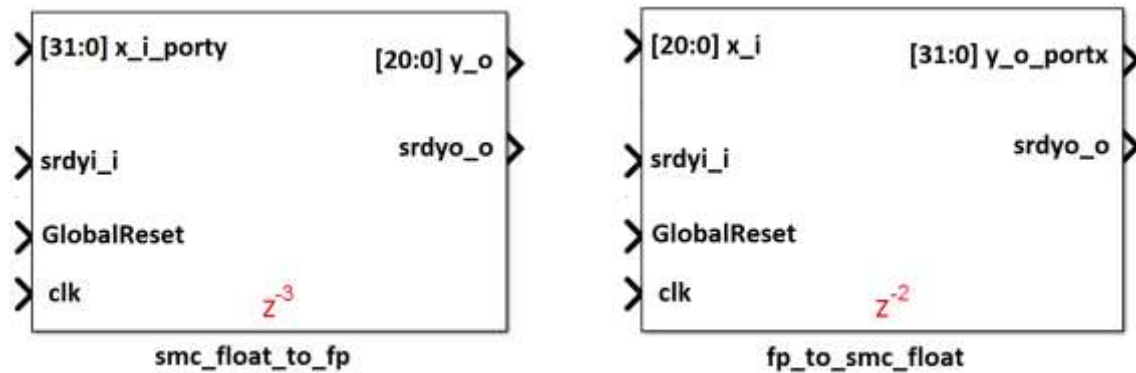 [31:0] x_i_porty
[20:0] y_o
srdyi_i
srdyo_o
GlobalReset
clk
Z-3
smc_float_to_fp
[20:0] x_i
[31:0] y_o_portx
srdyi_i
srdyo_o
GlobalReset
clk
Z-2
fp_to_smc_float